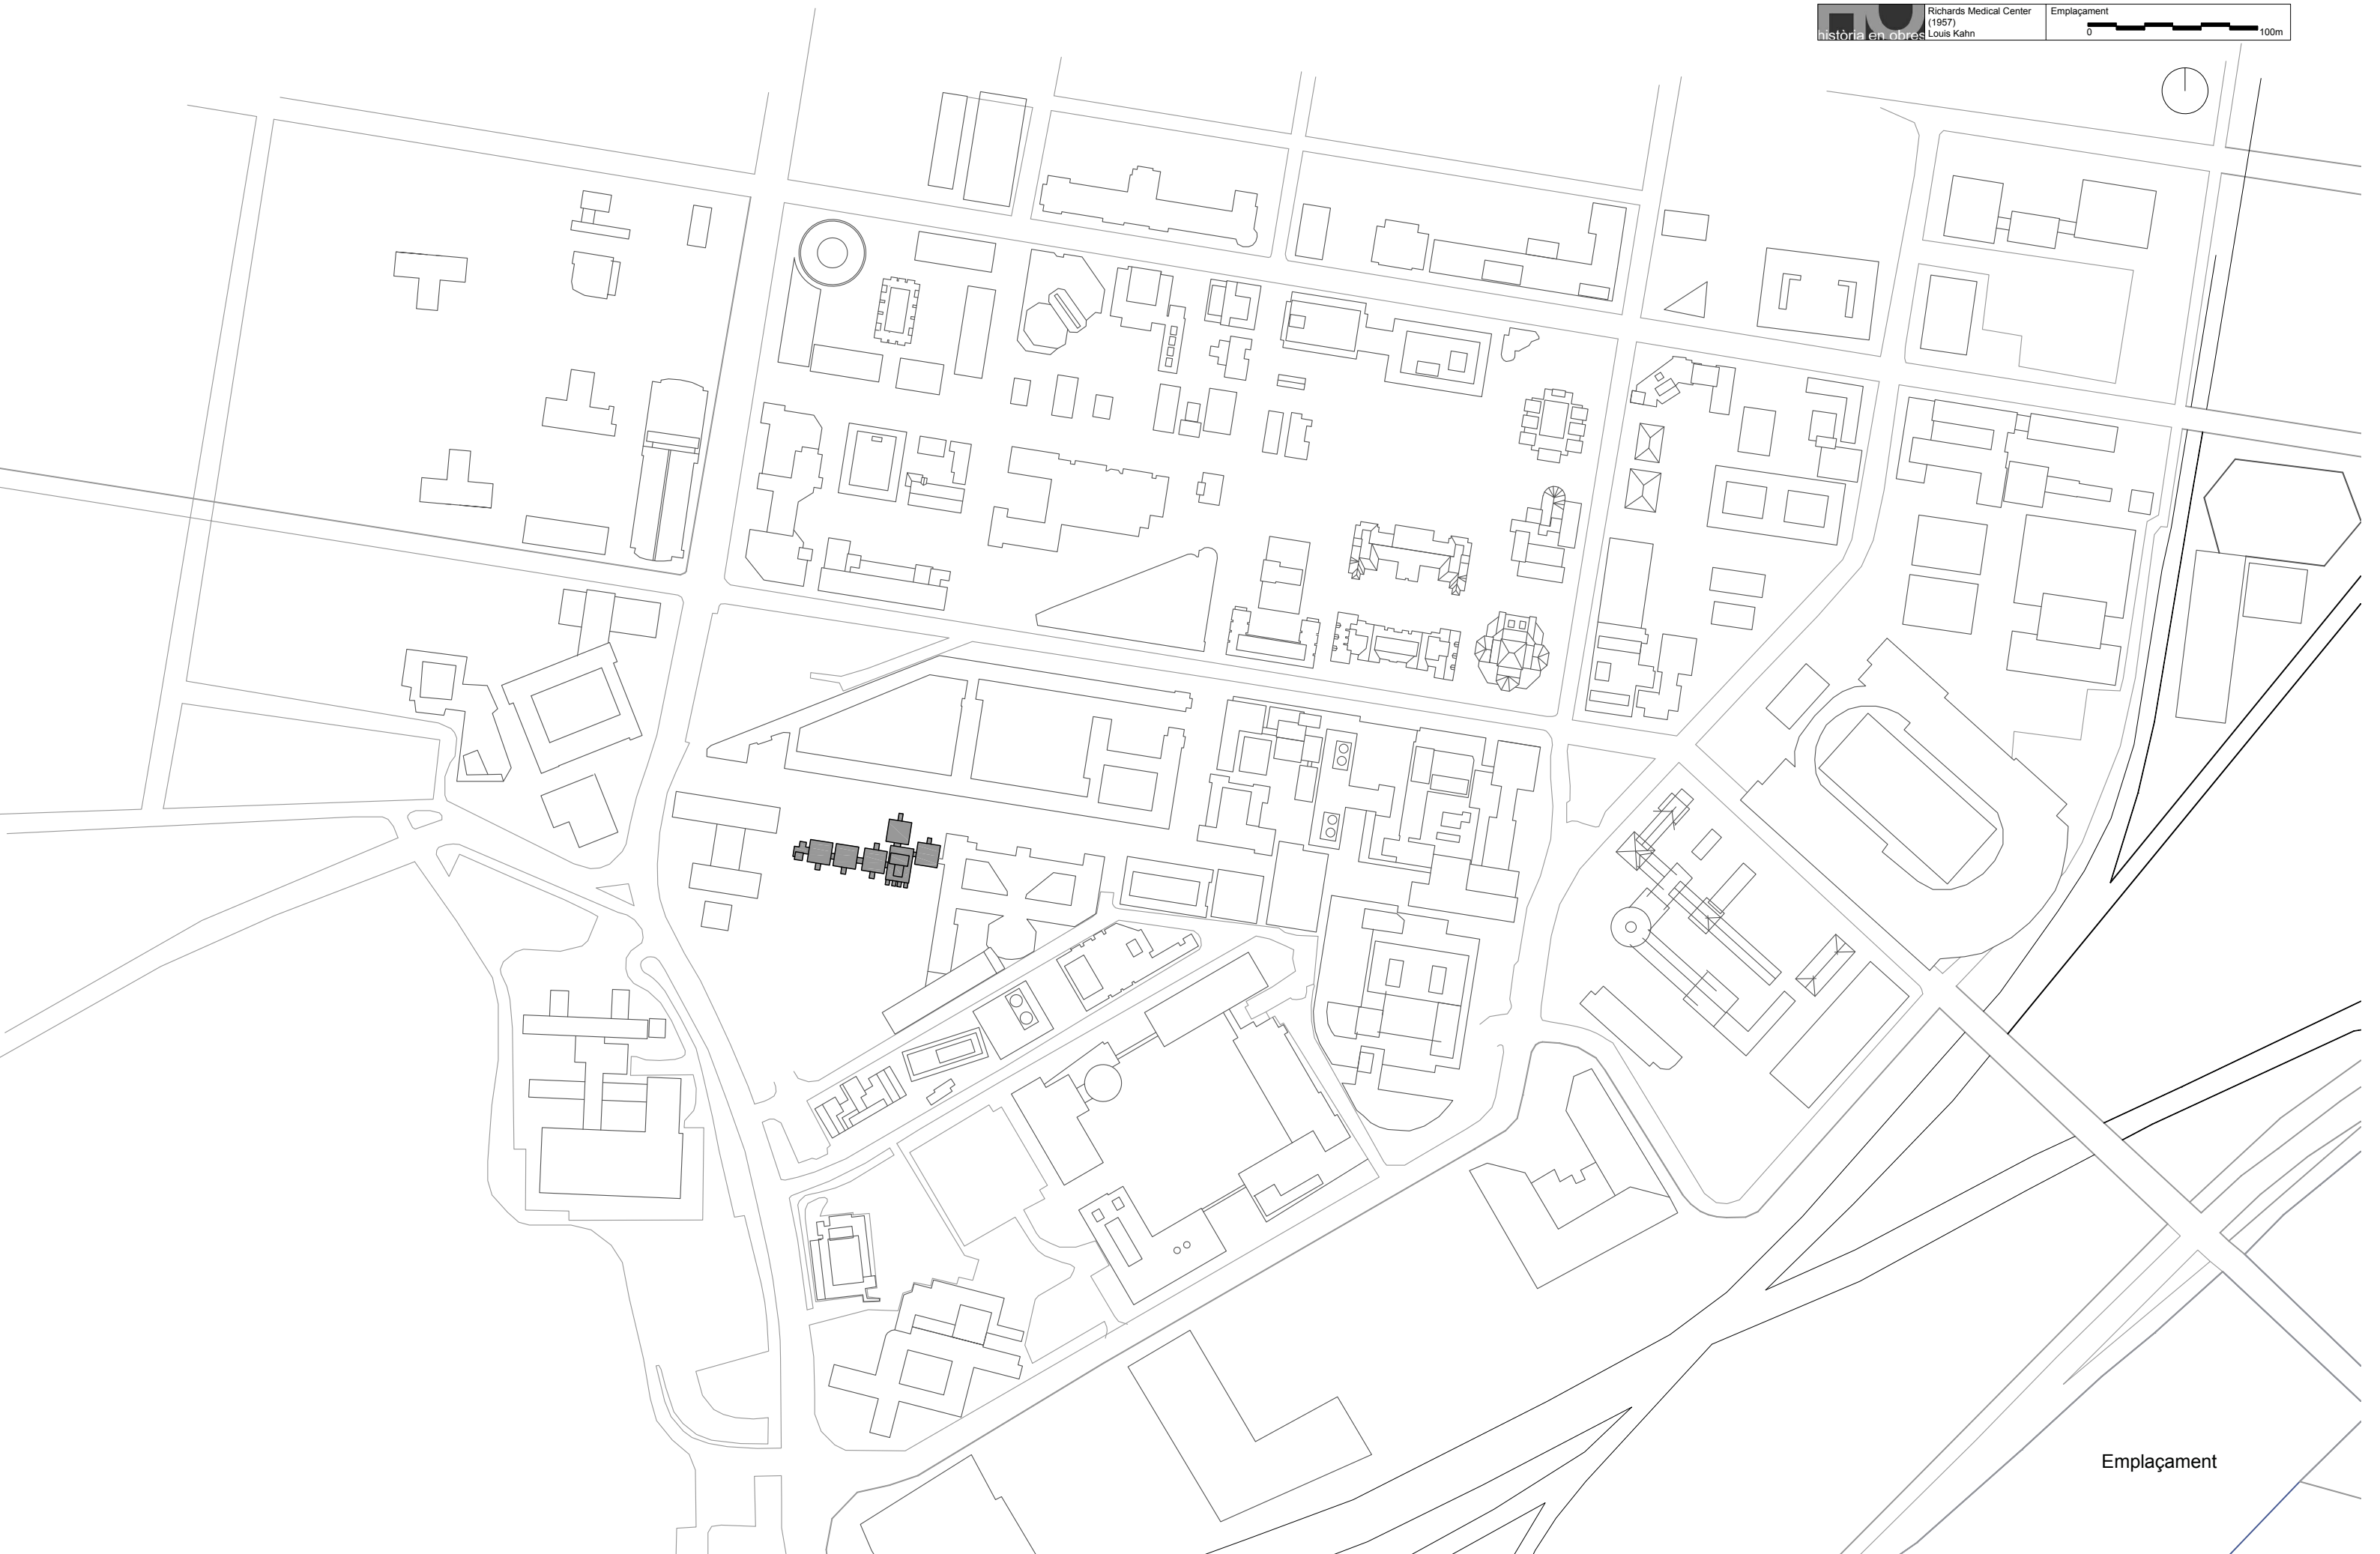 història en obres
Richards Medical Center
(1957)
Louis Kahn
Emplaçament
0
100m
Emplaçament